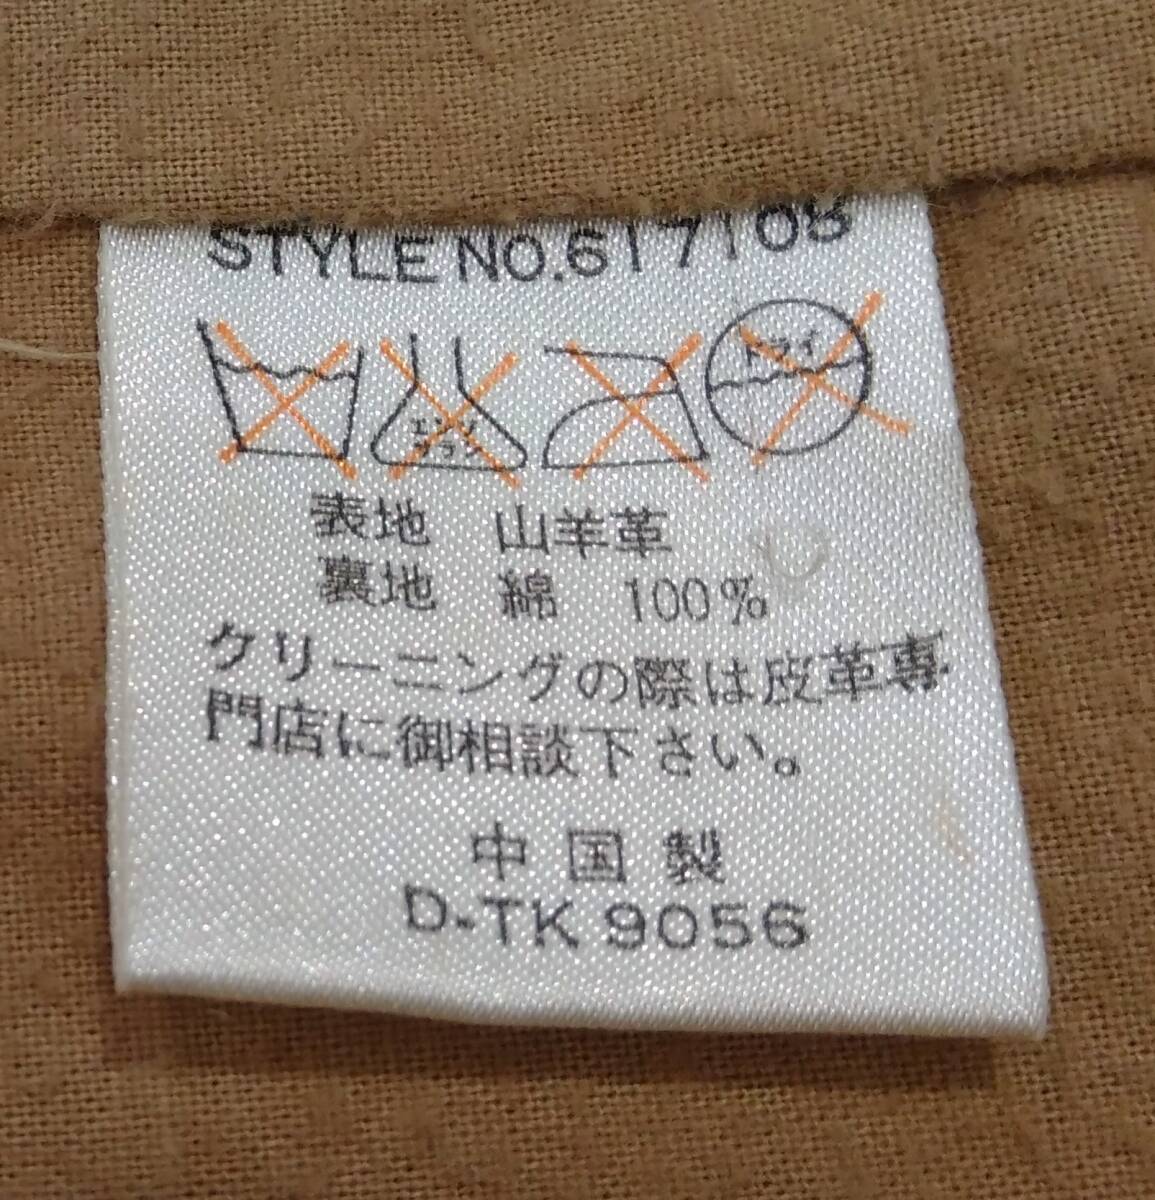 STYLE NO.617108
ドライ
エンソ
サラシ
表地 山羊革
裏地 綿 100%
クリーニングの際は皮革専
門店に御相談下さい。
中国製
D-TK 9056